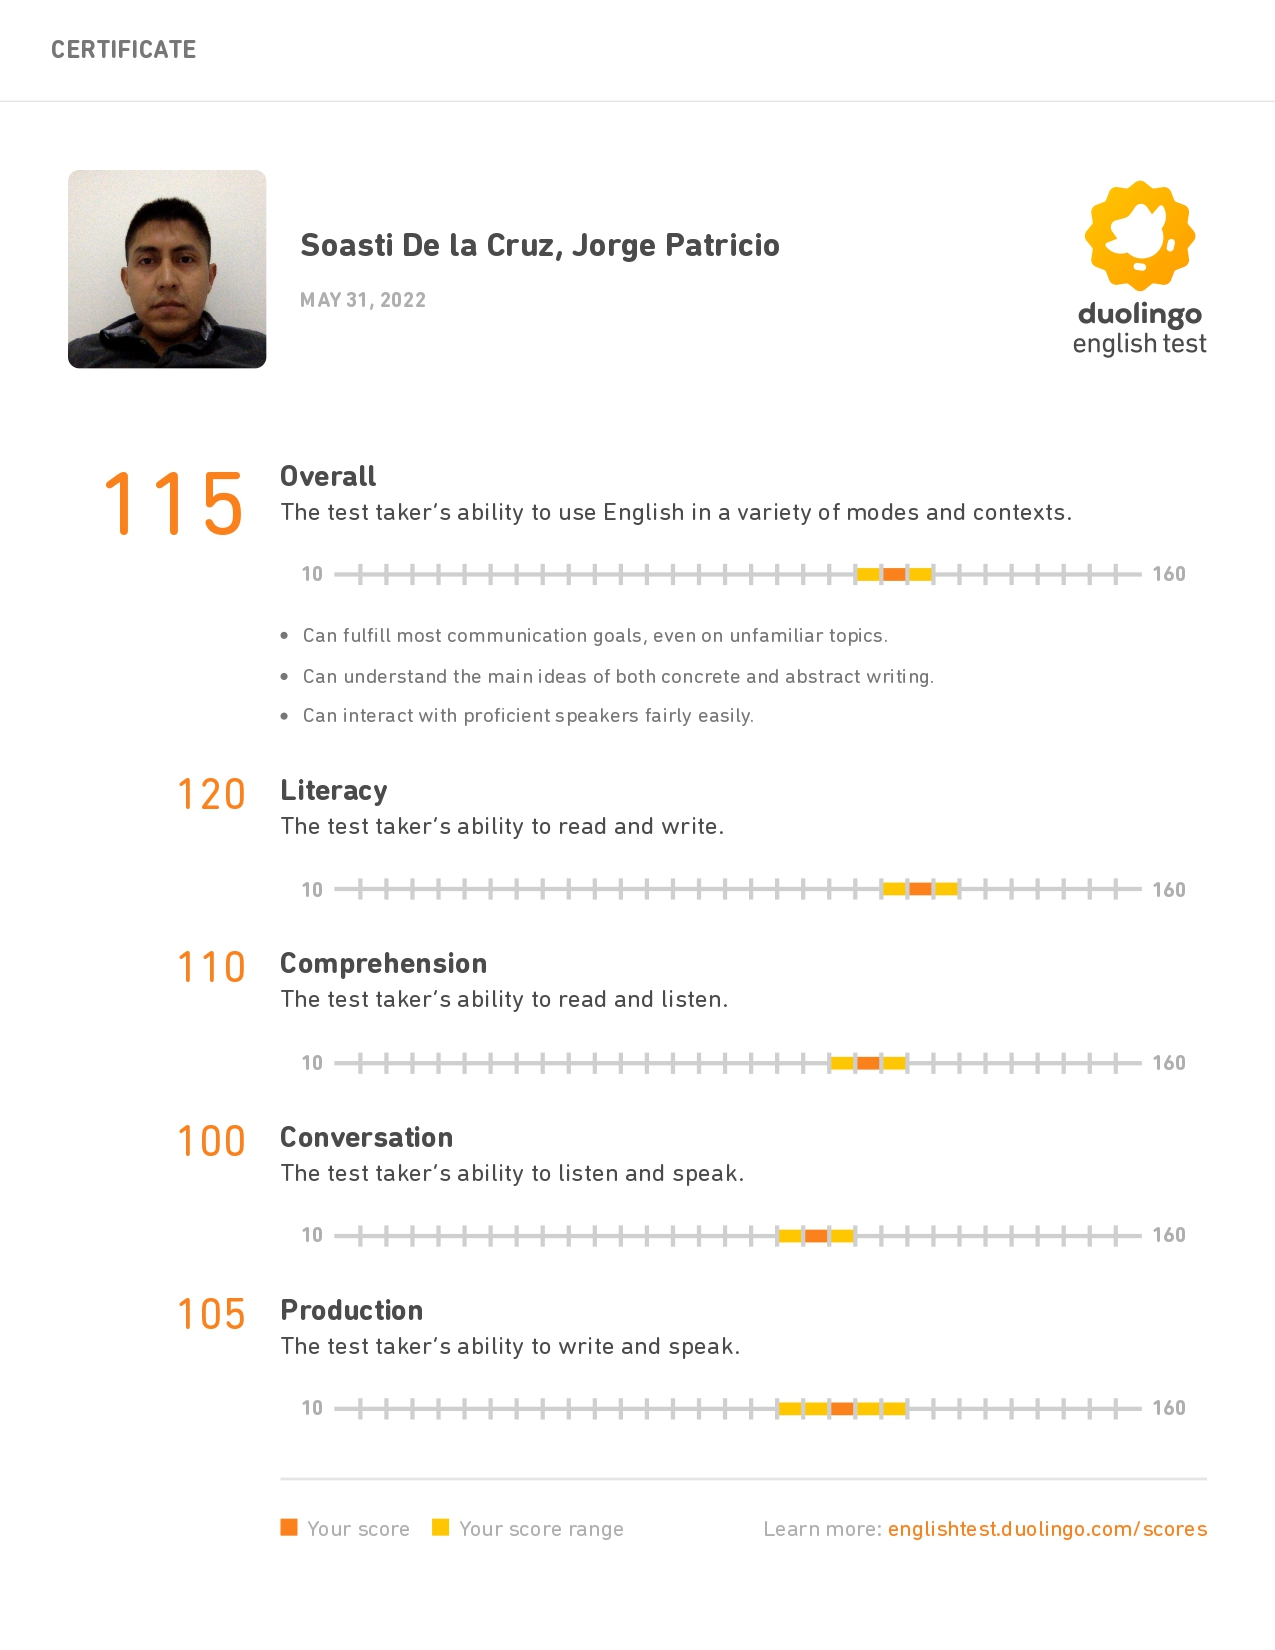 CERTIFICATE
Soasti De la Cruz, Jorge Patricio
MAY 31, 2022
duolingo
english test
115
Overall
The test taker's ability to use English in a variety of modes and contexts.
10 160
• Can fulfill most communication goals, even on unfamiliar topics.
• Can understand the main ideas of both concrete and abstract writing.
• Can interact with proficient speakers fairly easily.
120
Literacy
The test taker's ability to read and write.
10 160
110
Comprehension
The test taker's ability to read and listen.
10 160
100
Conversation
The test taker's ability to listen and speak.
10 160
105
Production
The test taker's ability to write and speak.
10 160
Your score Your score range Learn more: englishtest.duolingo.com/scores